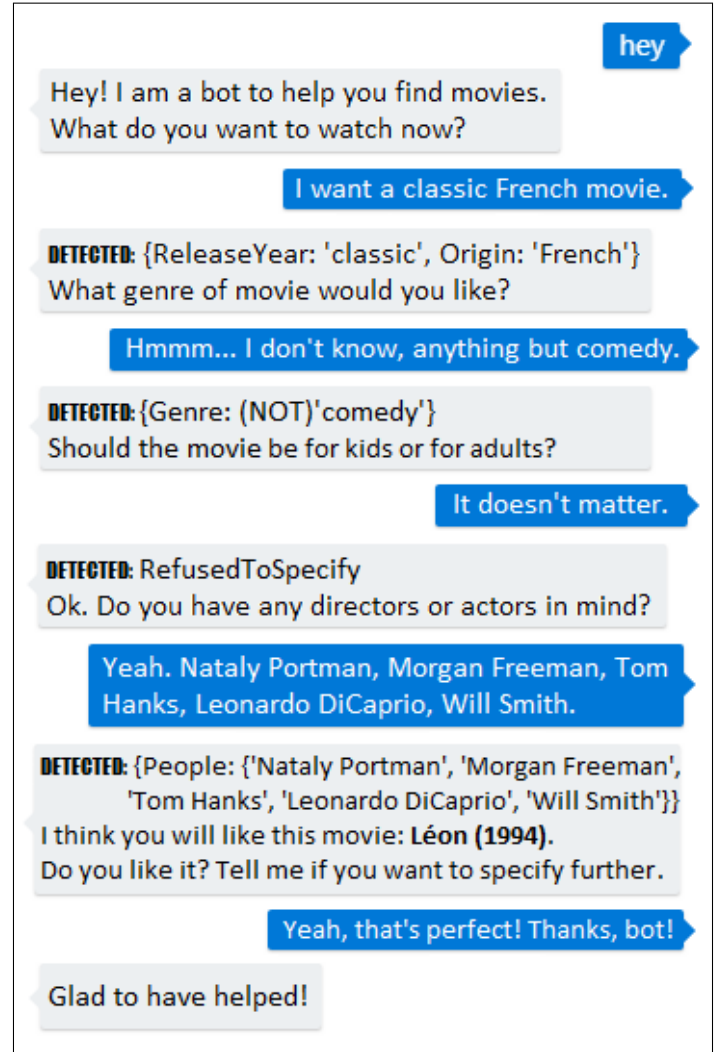 hey
Hey! I am a bot to help you find movies.
What do you want to watch now?
I want a classic French movie.
DETECTED: {ReleaseYear: 'classic', Origin: 'French'}
What genre of movie would you like?
Hmmm... I don't know, anything but comedy.
DETECTED: {Genre: (NOT)'comedy'}
Should the movie be for kids or for adults?
It doesn't matter.
DETECTED: RefusedToSpecify
Ok. Do you have any directors or actors in mind?
Yeah. Nataly Portman, Morgan Freeman, Tom
Hanks, Leonardo DiCaprio, Will Smith.
DETECTED: {People: {'Nataly Portman', 'Morgan Freeman',
'Tom Hanks', 'Leonardo DiCaprio', 'Will Smith'}}
I think you will like this movie: Léon (1994).
Do you like it? Tell me if you want to specify further.
Yeah, that's perfect! Thanks, bot!
Glad to have helped!